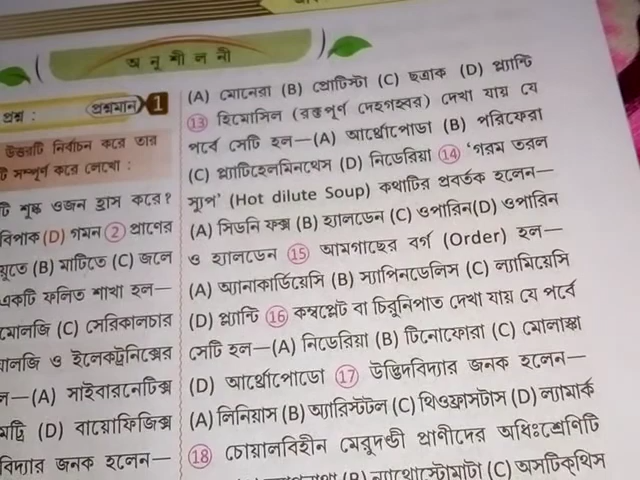 অনুশীলনী
প্রশ্ন :
প্রশ্নমান 1
উত্তরটি নির্বাচন করে তার
টি সম্পূর্ণ করে লেখো :
টি শুষ্ক ওজন হ্রাস করে?
বিপাক (D) গমন 2 প্রাণের
(B) মাটিতে (C) জলে
একটি ফলিত শাখা হল—
(C) সেরিকালচার
ও ইলেকট্রনিক্সের
ন—(A) সাইবারনেটিক্স
(D) বায়োফিজিক্স
বিদ্যার জনক হলেন—
(A) মোনেরা (B) প্রোটিস্টা (C) ছত্রাক (D) প্ল্যান্টি
13 হিমোসিল (রক্তপূর্ণ দেহগহ্বর) দেখা যায় যে
পর্বে সেটি হল—(A) আর্থ্রোপোডা (B) পরিফেরা
(C) প্ল্যাটিহেলমিনথেস (D) নিডেরিয়া 14 ‘গরম তরল
স্যুপ’ (Hot dilute Soup) কথাটির প্রবর্তক হলেন—
(A) সিডনি ফক্স (B) হ্যালডেন (C) ওপারিন(D) ওপারিন
ও হ্যালডেন 15 আমগাছের বর্গ (Order) হল—
(A) অ্যানাকার্ডিয়েসি (B) স্যাপিনডেলিস (C) ল্যামিয়েসি
(D) প্ল্যান্টি 16 কম্বপ্লেট বা চিরুনিপাত দেখা যায় যে পর্বে
সেটি হল—(A) নিডেরিয়া (B) টিনোফোরা (C) মোলাস্কা
(D) আর্থ্রোপোডা 17 উদ্ভিদবিদ্যার জনক হলেন—
(A) লিনিয়াস (B) অ্যারিস্টটল (C) থিওফ্রাসটাস (D) ল্যামার্ক
18 চোয়ালবিহীন মেরুদণ্ডী প্রাণীদের অধিঃশ্রেণিটি
(B) ন্যাথোস্টোমাটা (C) অসটিক্‌থিস